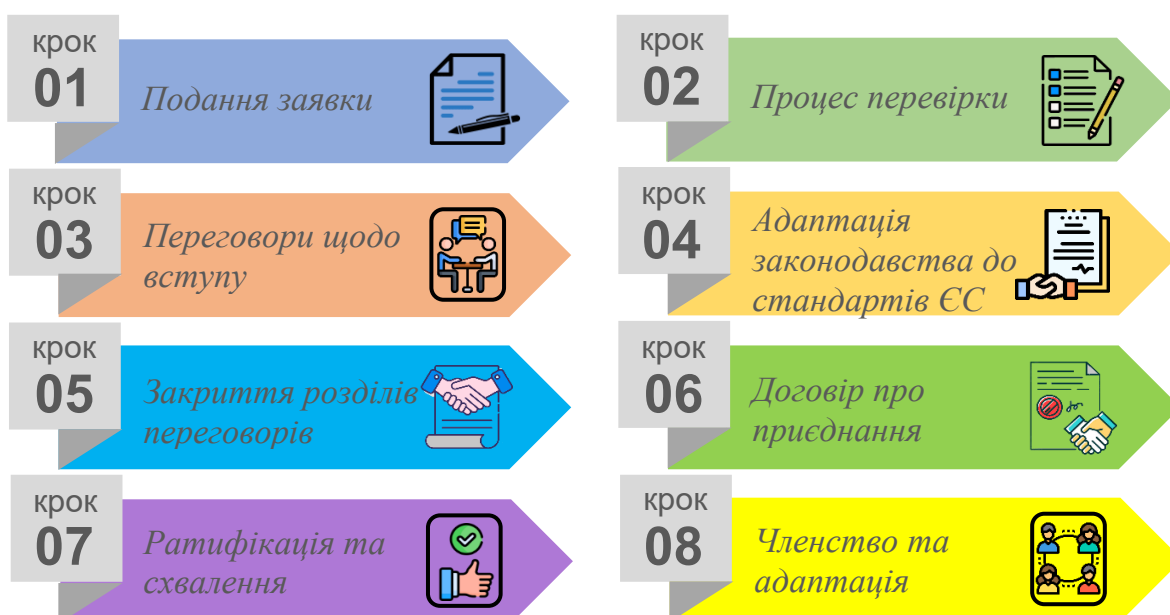 крок
01
Подання заявки
крок
02
Процес перевірки
крок
03
Переговори щодо
вступу
крок
04
Адаптація
законодавства до
стандартів ЄС
крок
05
Закриття розділів
переговорів
крок
06
Договір про
приєднання
крок
07
Ратифікація та
схвалення
крок
08
Членство та
адаптація